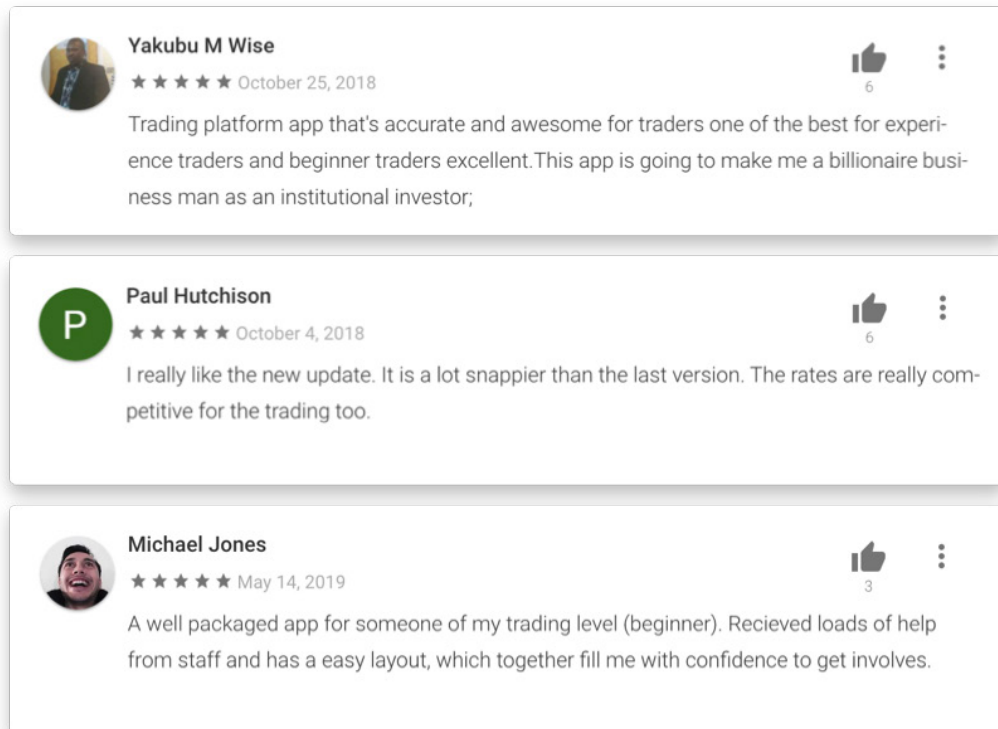 Yakubu M Wise
★★★★★ October 25, 2018
6
Trading platform app that's accurate and awesome for traders one of the best for experi-
ence traders and beginner traders excellent.This app is going to make me a billionaire busi-
ness man as an institutional investor;
P
Paul Hutchison
★★★★★ October 4, 2018
6
I really like the new update. It is a lot snappier than the last version. The rates are really com-
petitive for the trading too.
Michael Jones
★★★★★ May 14, 2019
3
A well packaged app for someone of my trading level (beginner). Recieved loads of help
from staff and has a easy layout, which together fill me with confidence to get involves.